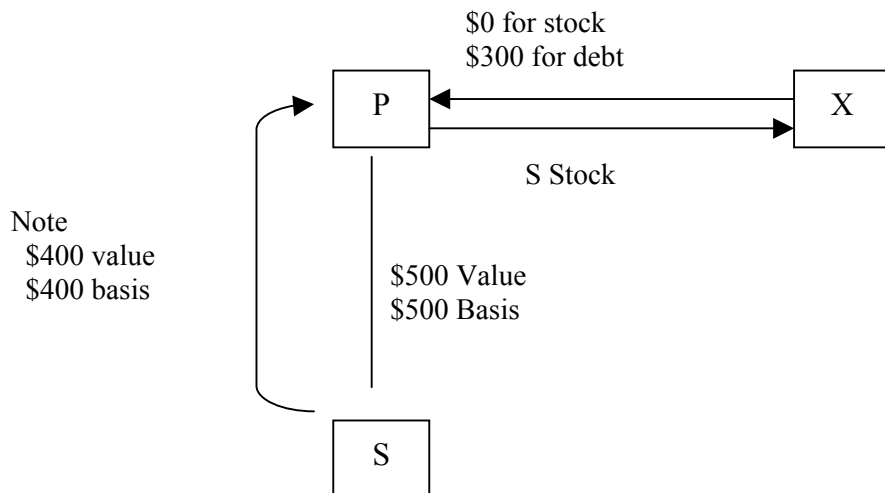 $0 for stock
$300 for debt
P
X
S Stock
Note
$400 value
$400 basis
$500 Value
$500 Basis
S